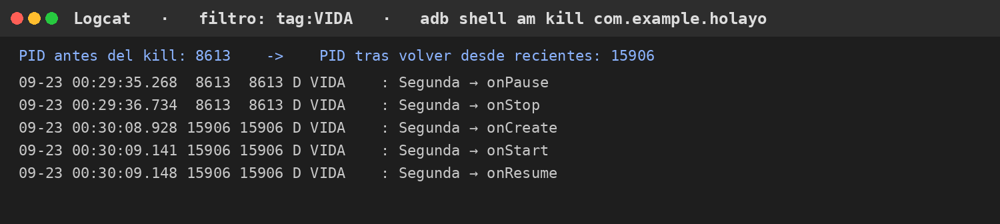 Logcat   ·   filtro: tag:VIDA   ·   adb shell am kill com.example.holayo
PID antes del kill: 8613    ->    PID tras volver desde recientes: 15906
09-23 00:29:35.268  8613  8613 D VIDA    : Segunda → onPause
09-23 00:29:36.734  8613  8613 D VIDA    : Segunda → onStop
09-23 00:30:08.928 15906 15906 D VIDA    : Segunda → onCreate
09-23 00:30:09.141 15906 15906 D VIDA    : Segunda → onStart
09-23 00:30:09.148 15906 15906 D VIDA    : Segunda → onResume